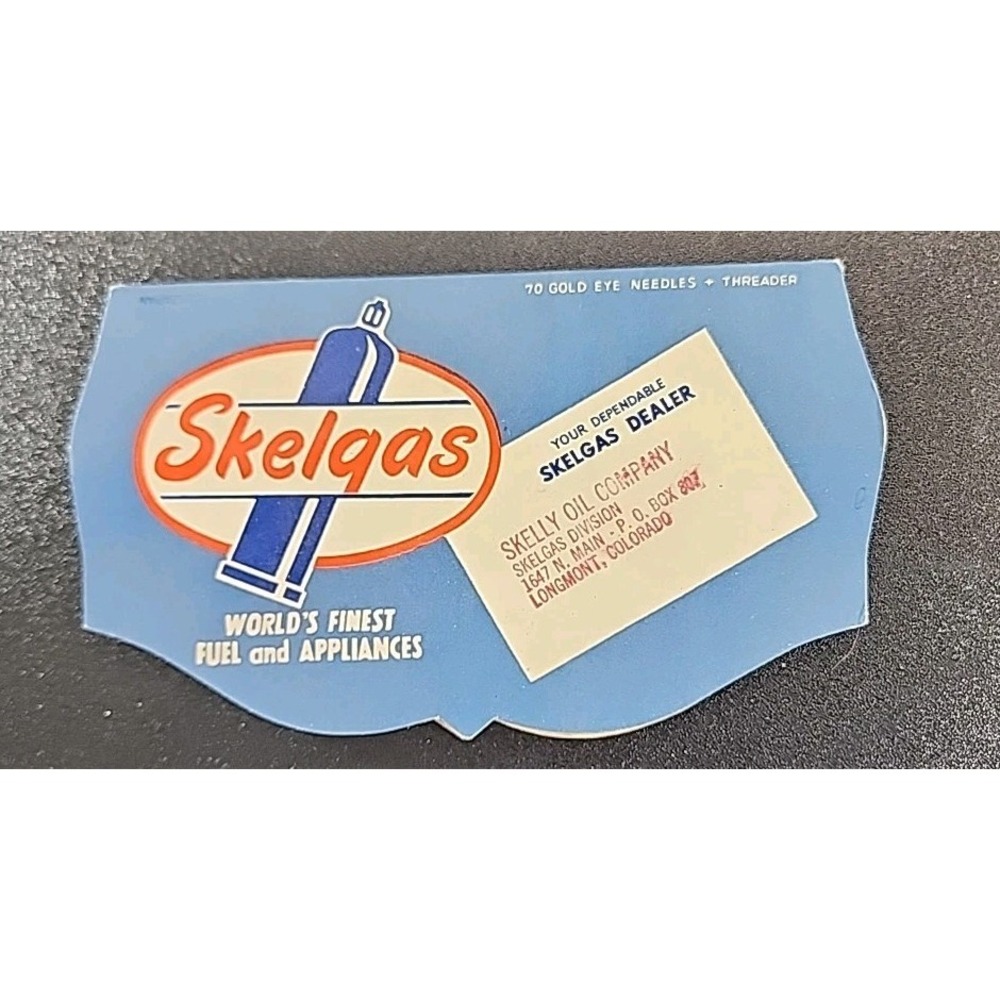 70 GOLD EYE NEEDLES + THREADER
Skelgas
WORLD'S FINEST
FUEL and APPLIANCES
YOUR DEPENDABLE
SKELGAS DEALER
SKELLY OIL COMPANY
SKELGAS DIVISION
1647 N. MAIN - P. O. BOX 807
LONGMONT, COLORADO